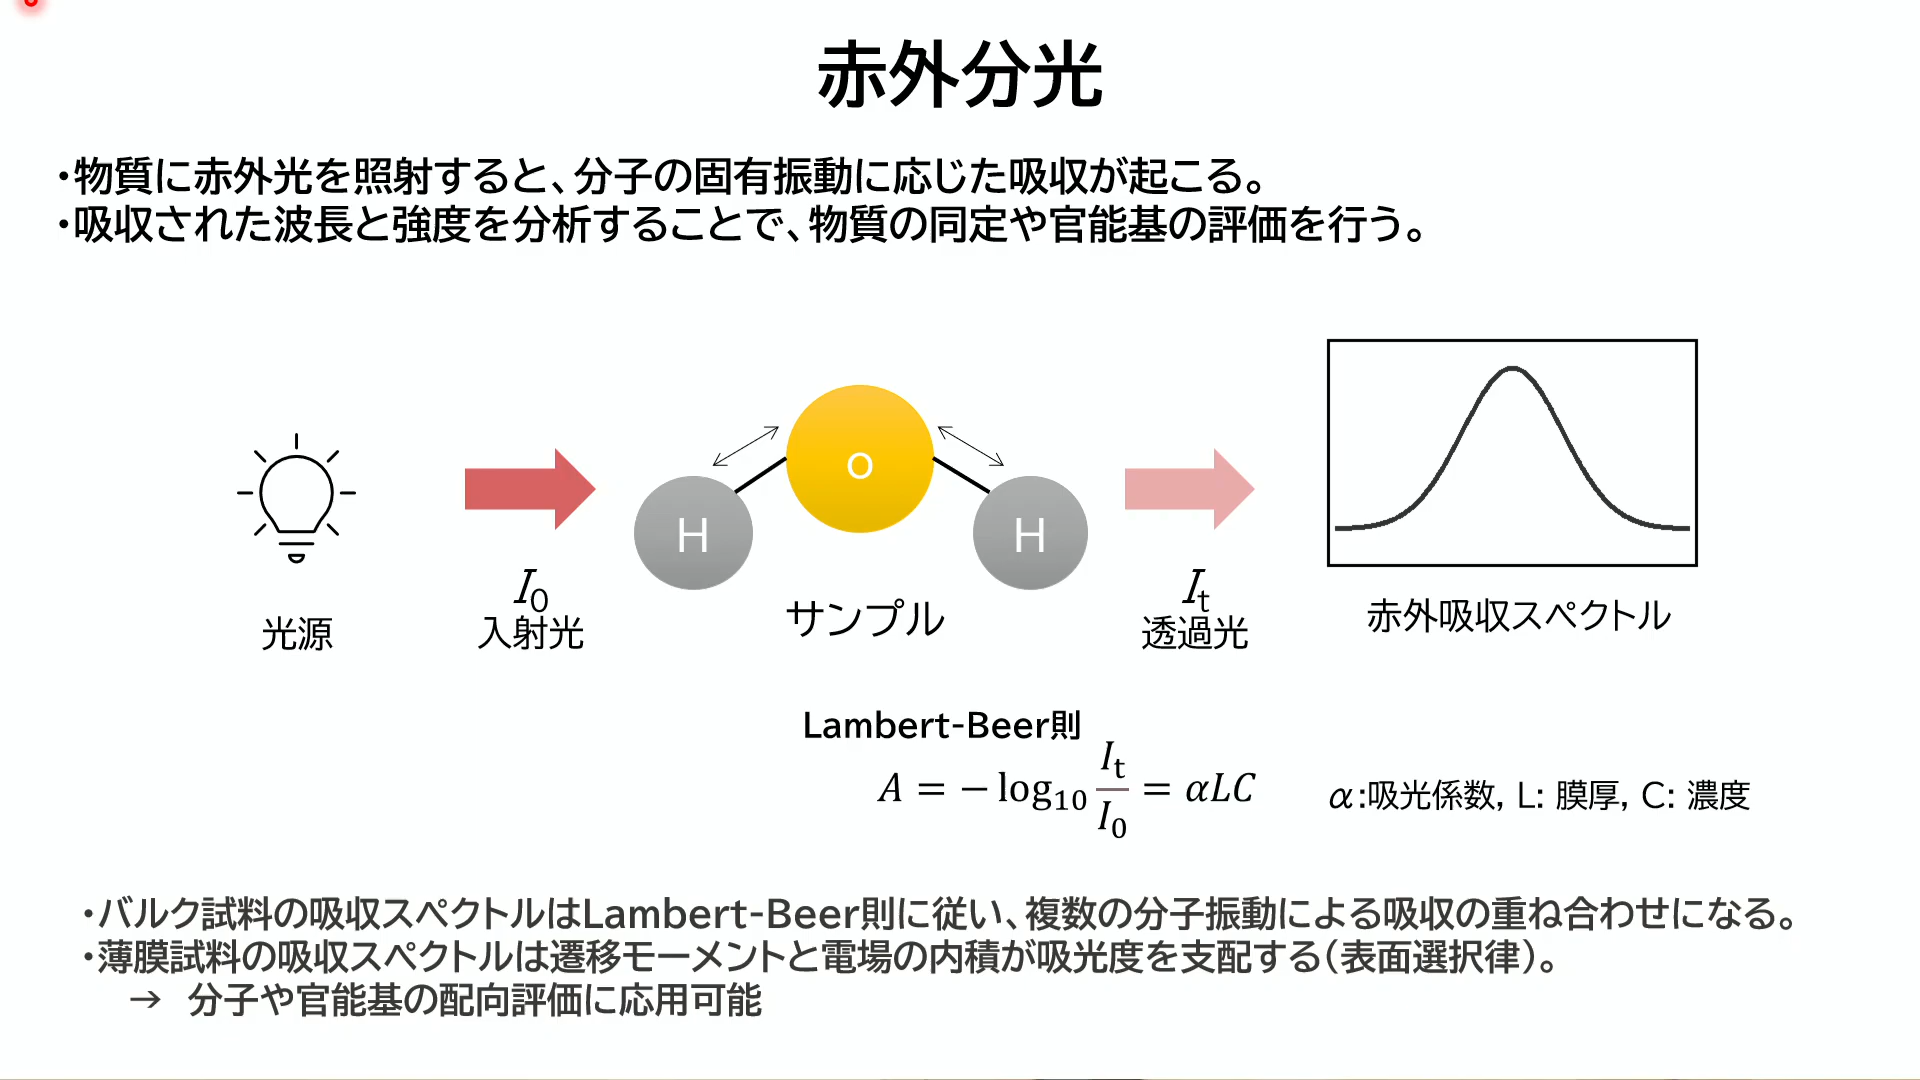 赤外分光
・物質に赤外光を照射すると、分子の固有振動に応じた吸収が起こる。
・吸収された波長と強度を分析することで、物質の同定や官能基の評価を行う。
O
H
H
I₀
入射光
光源
サンプル
Iₜ
透過光
赤外吸収スペクトル
Lambert-Beer則
A = − log₁₀ Iₜ/I₀ = αLC
α:吸光係数, L: 膜厚, C: 濃度
・バルク試料の吸収スペクトルはLambert-Beer則に従い、複数の分子振動による吸収の重ね合わせになる。
・薄膜試料の吸収スペクトルは遷移モーメントと電場の内積が吸光度を支配する（表面選択律）。
→ 分子や官能基の配向評価に応用可能